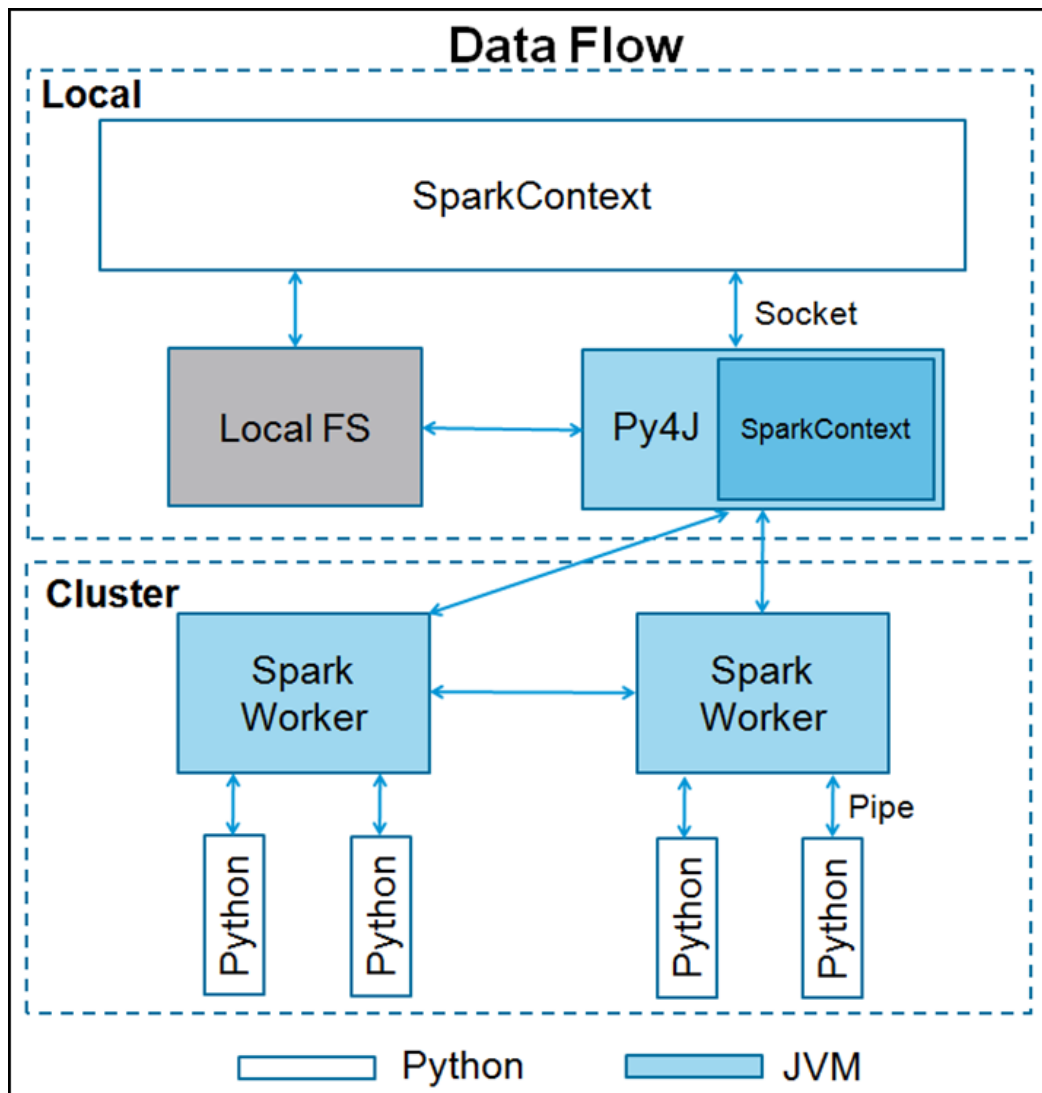 Data Flow
Local
SparkContext
Socket
Local FS
Py4J
SparkContext
Cluster
Spark
Worker
Spark
Worker
Pipe
Python
Python
Python
Python
Python
JVM